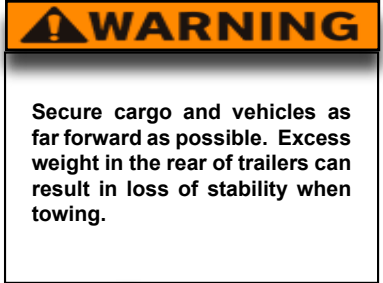 WARNING
Secure cargo and vehicles as
far forward as possible. Excess
weight in the rear of trailers can
result in loss of stability when
towing.